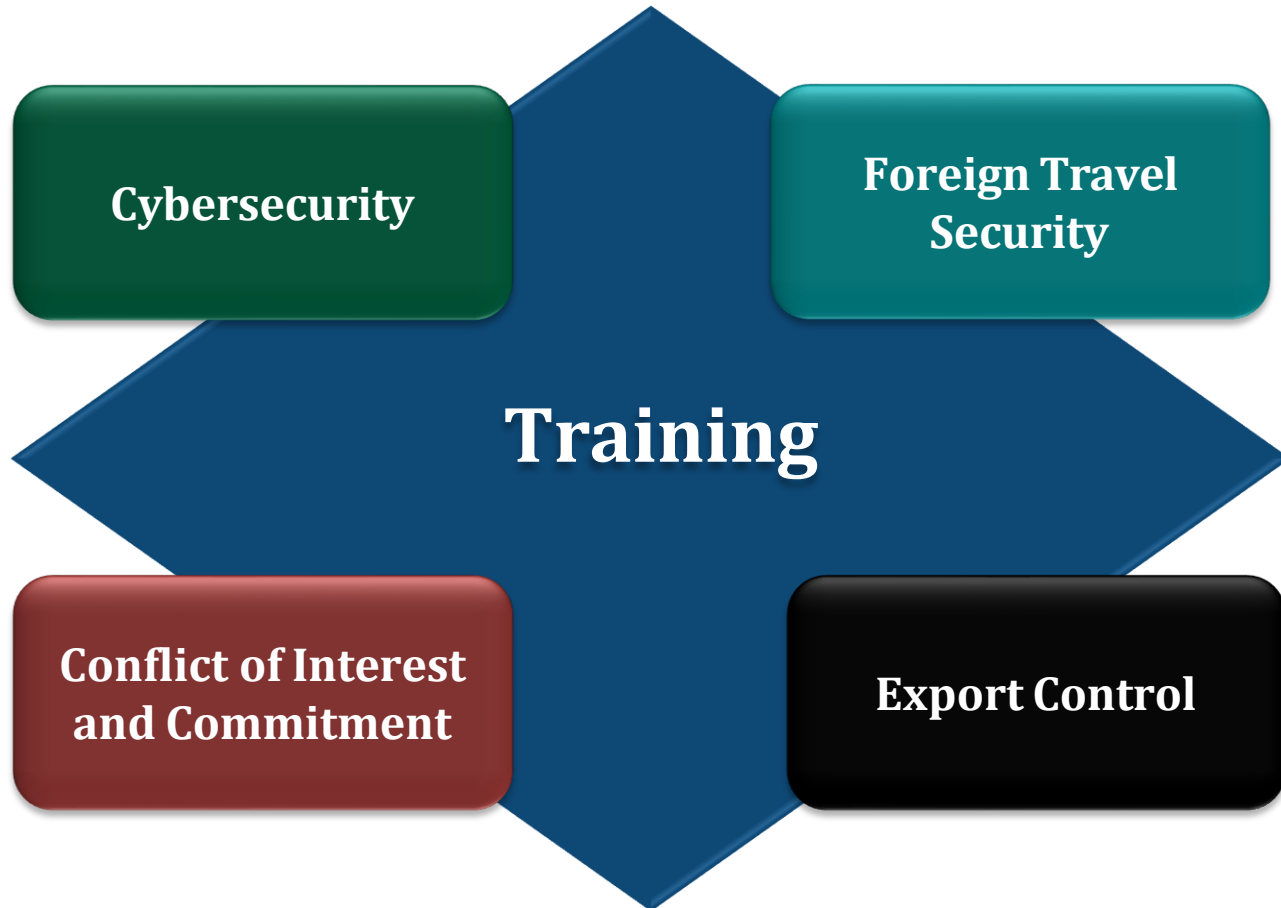 Cybersecurity
Foreign Travel
Security
Training
Conflict of Interest
and Commitment
Export Control